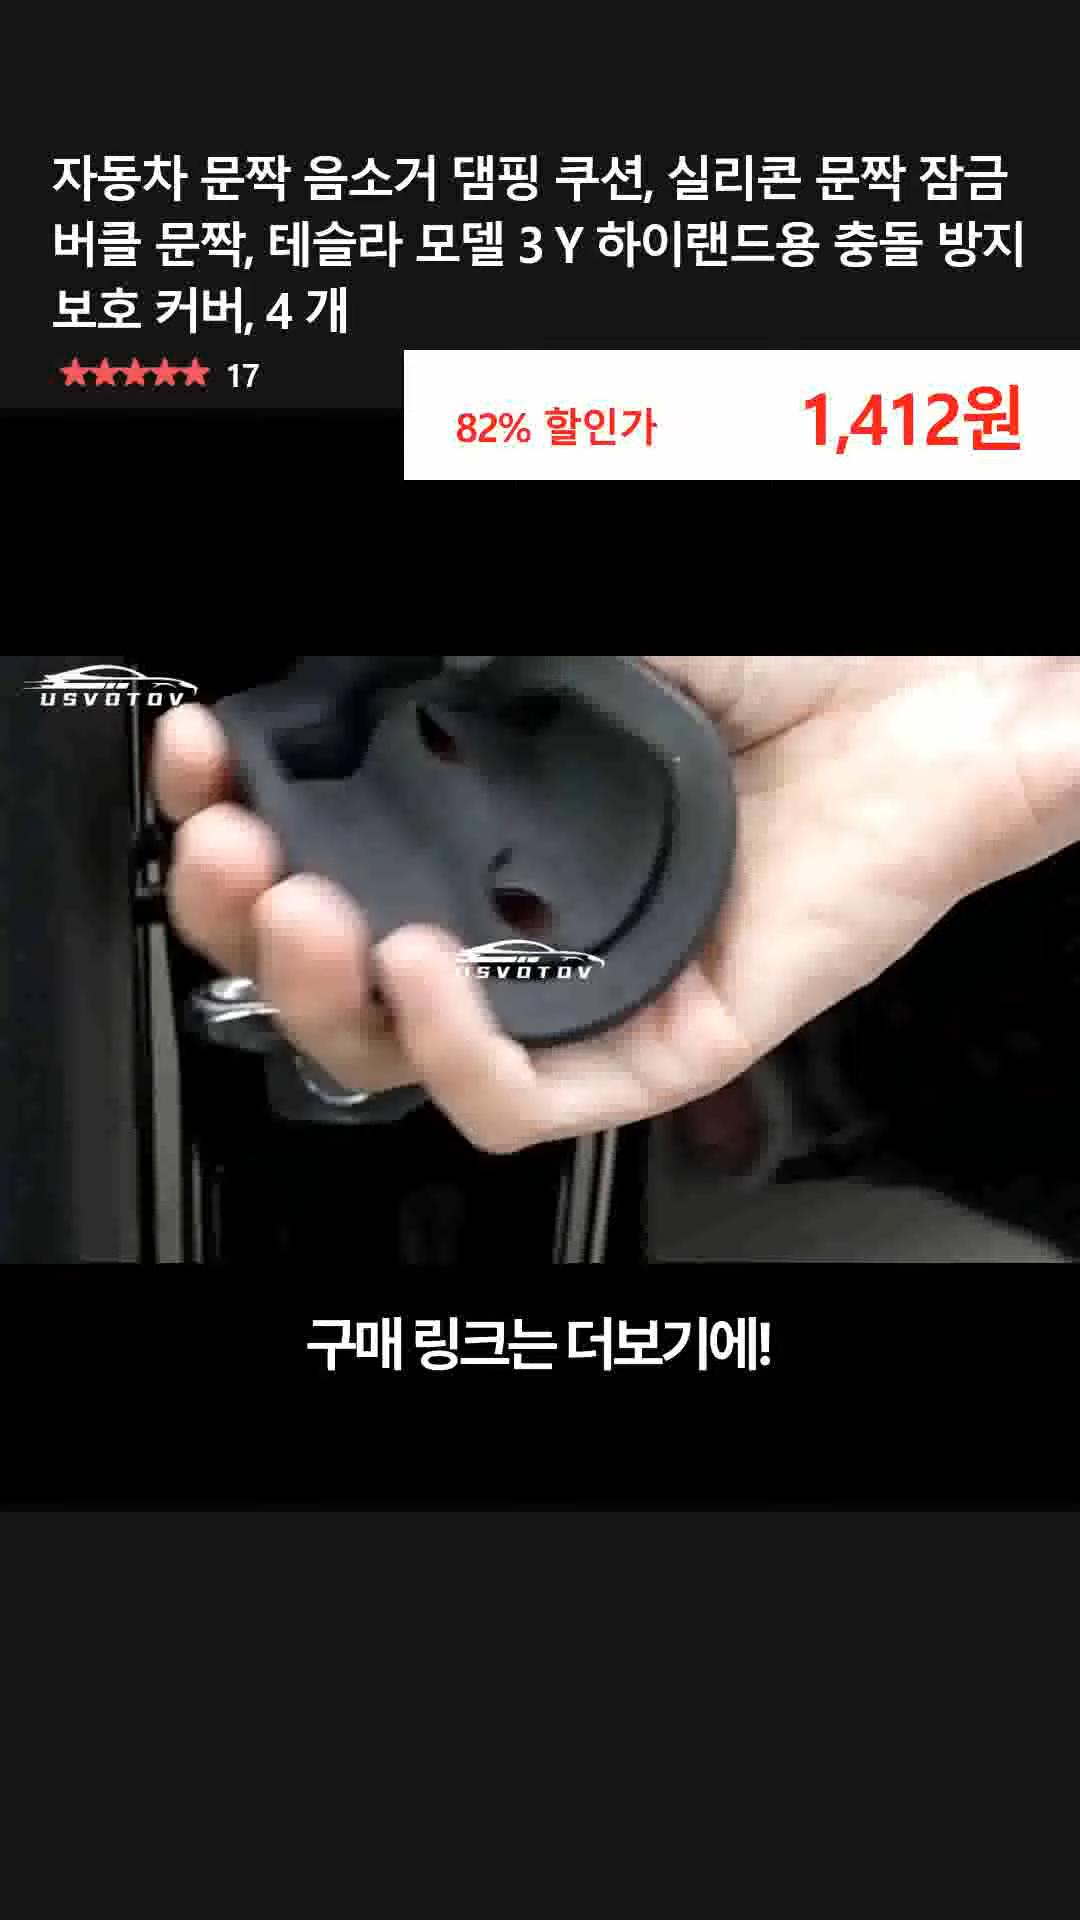 자동차 문짝 음소거 댐핑 쿠션, 실리콘 문짝 잠금
버클 문짝, 테슬라 모델 3 Y 하이랜드용 충돌 방지
보호 커버, 4 개
★★★★★ 17
82% 할인가 1,412원
USVOTOV
USVOTOV
구매 링크는 더보기에!